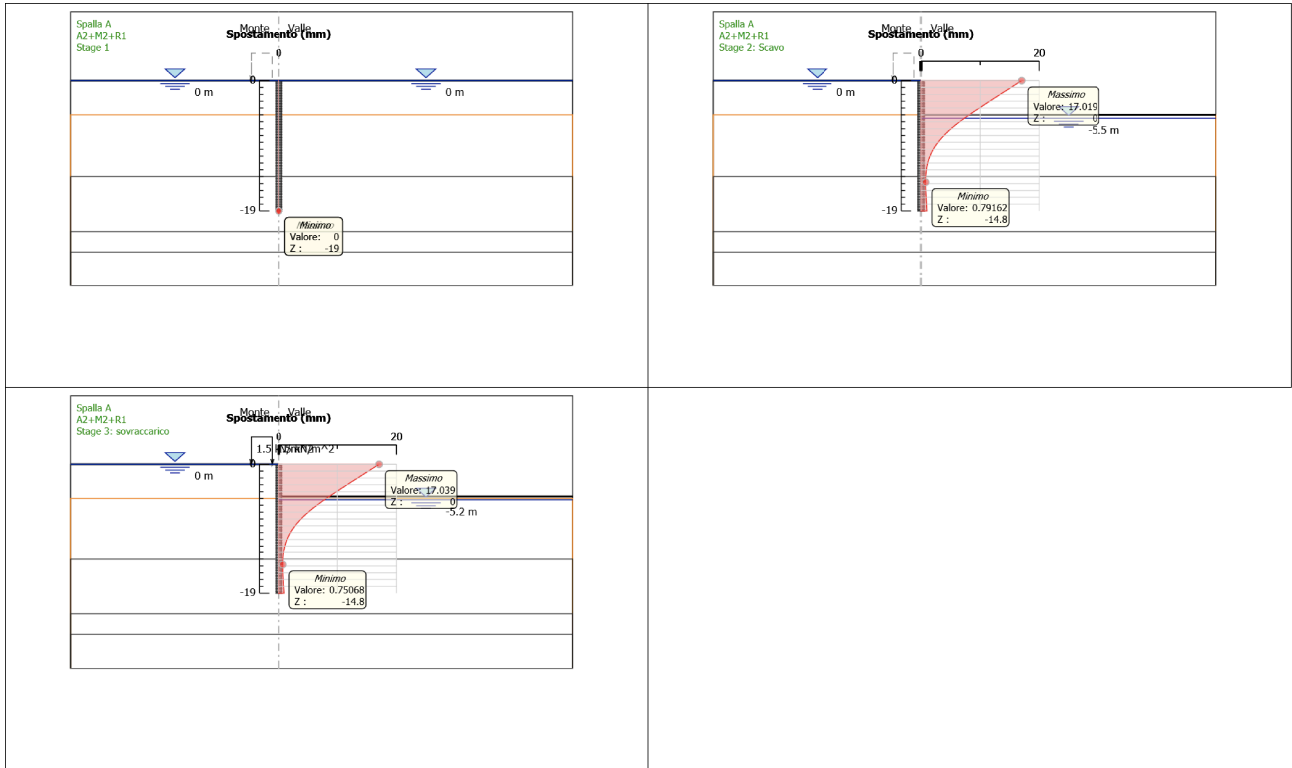 Spalla A
A2+M2+R1
Stage 1
Monte Valle
Spostamento (mm)
0
0
0 m
0 m
-19
Minimo
Valore: 0
Z : -19
Spalla A
A2+M2+R1
Stage 2: Scavo
Monte Valle
Spostamento (mm)
0 20
0
0 m
Massimo
Valore: 17.019
Z : 0
-5.5 m
Minimo
Valore: 0.79162
Z : -14.8
-19
Spalla A
A2+M2+R1
Stage 3: sovraccarico
Monte Valle
Spostamento (mm)
0 20
1.5
0
0 m
Massimo
Valore: 17.039
Z : 0
-5.2 m
Minimo
Valore: 0.75068
Z : -14.8
-19